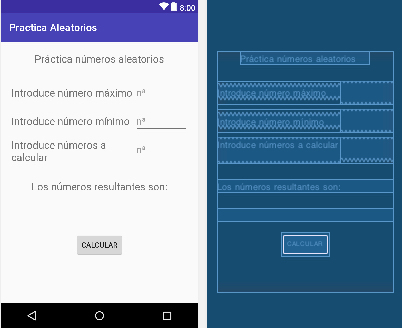 8:00
Practica Aleatorios
Práctica números aleatorios
Introduce número máximo nº
Introduce número mínimo nº
Introduce números a
calcular nº
Los números resultantes son:
CALCULAR
Práctica números aleatorios
Introduce número máximo
Introduce número mínimo
Introduce números a calcular
Los números resultantes son:
CALCULAR